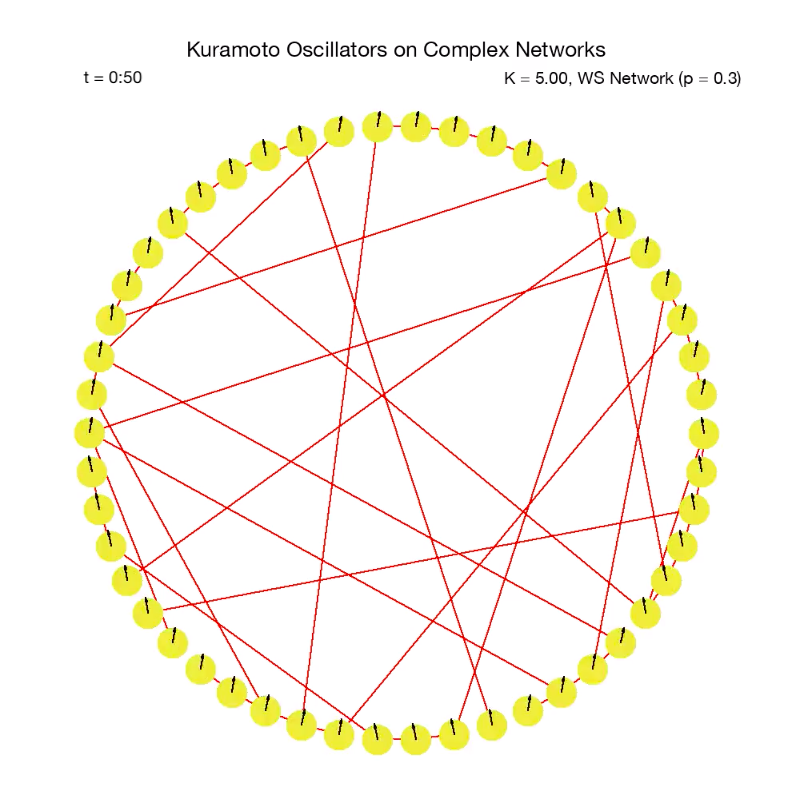 Kuramoto Oscillators on Complex Networks
t = 0:50
K = 5.00, WS Network (p = 0.3)